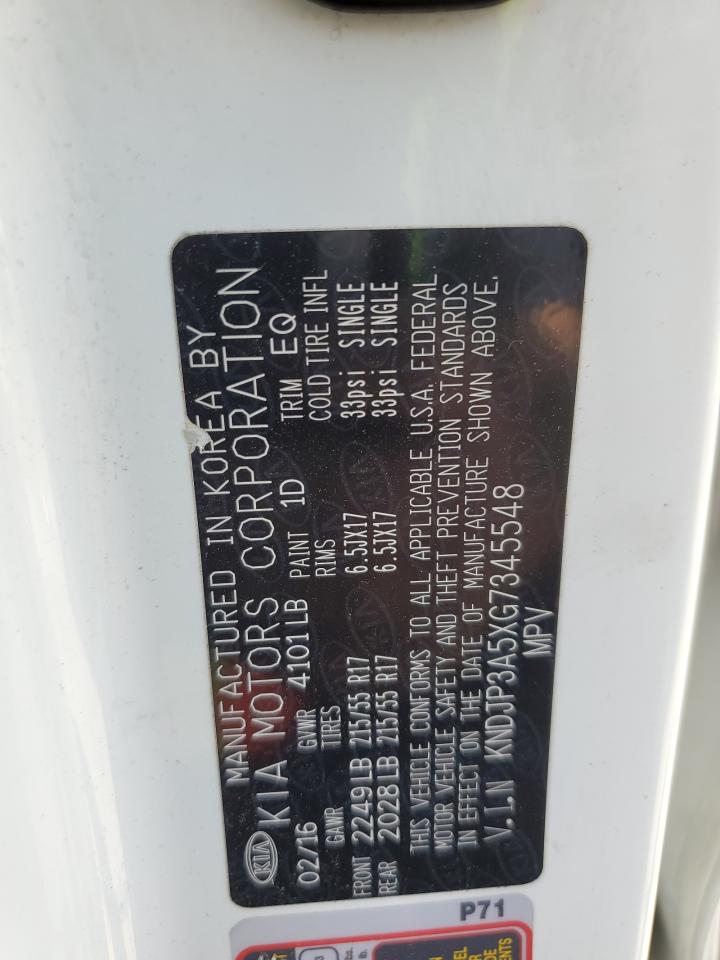 MANUFACTURED IN KOREA BY
KIA KIA MOTORS CORPORATION
02/16 GVWR 4101LB PAINT 1D TRIM EQ
GAWR TIRES RIMS COLD TIRE INFL
FRONT 2249LB 215/55 R17 6.5JX17 33psi SINGLE
REAR 2028LB 215/55 R17 6.5JX17 33psi SINGLE
THIS VEHICLE CONFORMS TO ALL APPLICABLE U.S.A. FEDERAL
MOTOR VEHICLE SAFETY AND THEFT PREVENTION STANDARDS
IN EFFECT ON THE DATE OF MANUFACTURE SHOWN ABOVE.
V.I.N KNDJP3A5XG7345548
MPV
P71